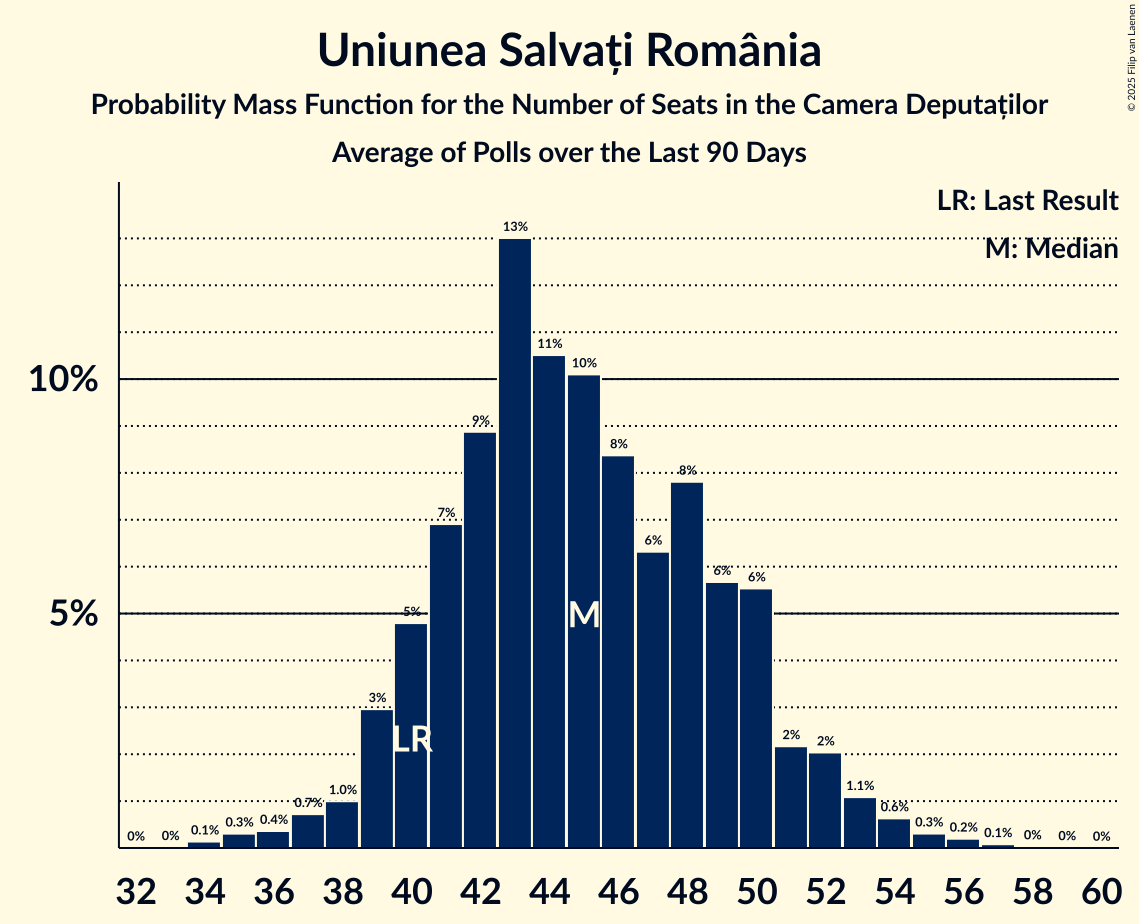 Uniunea Salvați România
Probability Mass Function for the Number of Seats in the Camera Deputaților
Average of Polls over the Last 90 Days
© 2025 Filip van Laenen
LR: Last Result
M: Median
10%
5%
0% 0% 0.1% 0.3% 0.4% 0.7% 1.0% 3% 5% 7% 9% 13% 11% 10% 8% 6% 8% 6% 6% 2% 2% 1.1% 0.6% 0.3% 0.2% 0.1% 0% 0% 0%
LR
M
32 34 36 38 40 42 44 46 48 50 52 54 56 58 60